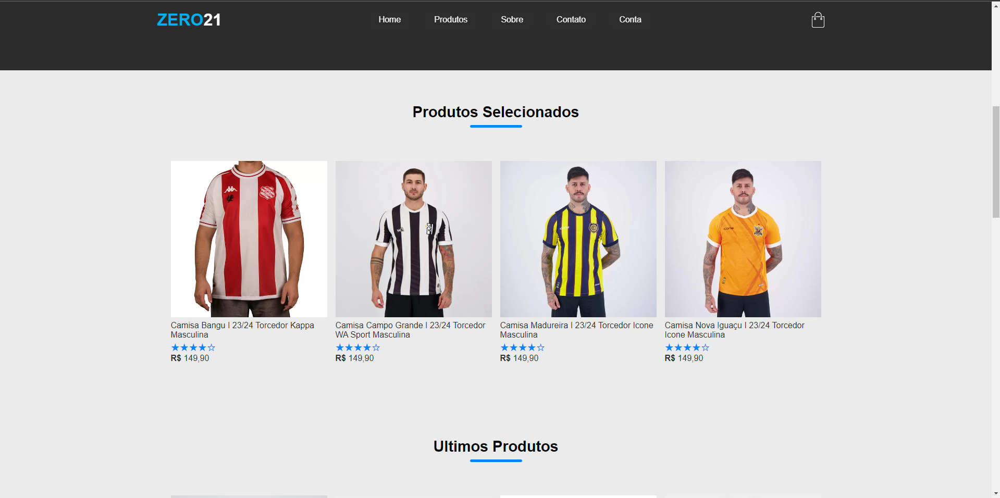 ZERO21
Home
Produtos
Sobre
Contato
Conta
Produtos Selecionados
Camisa Bangu I 23/24 Torcedor Kappa
Masculina
★★★★☆
R$ 149,90
Camisa Campo Grande I 23/24 Torcedor
WA Sport Masculina
★★★★☆
R$ 149,90
Camisa Madureira I 23/24 Torcedor Icone
Masculina
★★★★☆
R$ 149,90
Camisa Nova Iguaçu I 23/24 Torcedor
Icone Masculina
★★★★☆
R$ 149,90
Ultimos Produtos